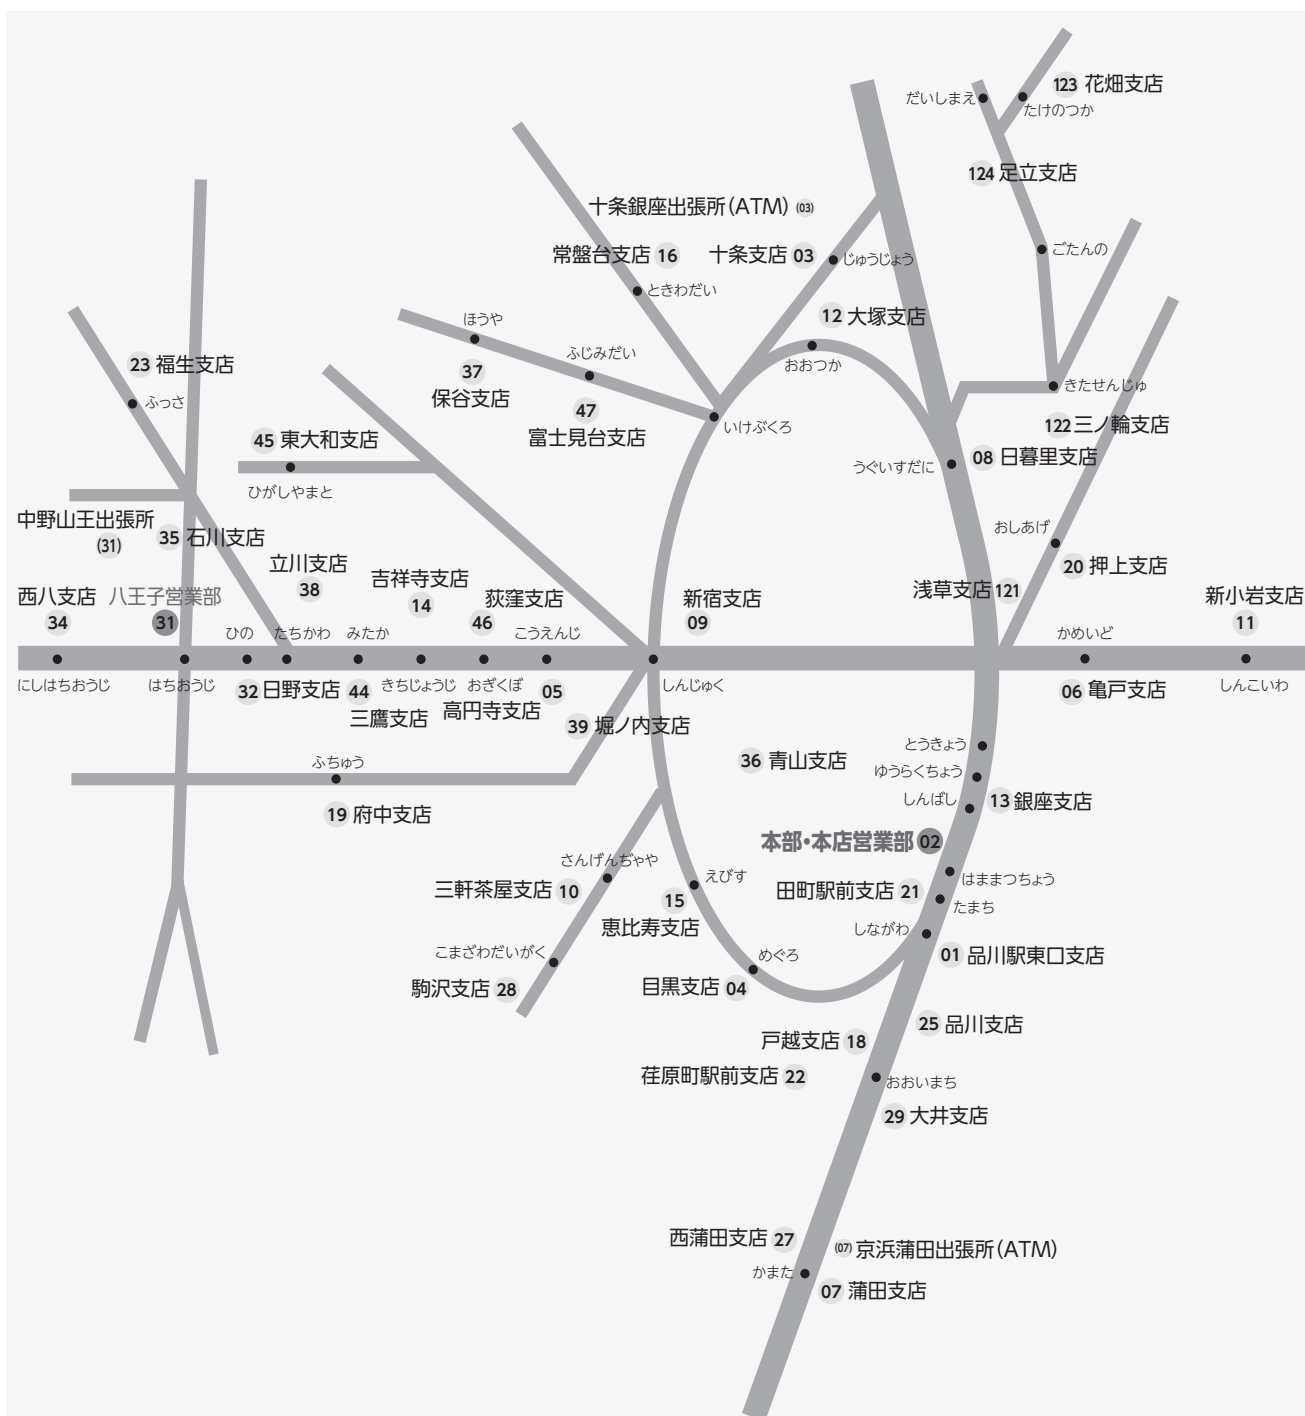 123 花畑支店
だいしまえ
たけのつか
124 足立支店
十条銀座出張所(ATM) (03)
常盤台支店 16
十条支店 03
じゅうじょう
ごたんの
ときわだい
12 大塚支店
おおつか
ほうや
37
保谷支店
ふじみだい
47
富士見台支店
23 福生支店
ふっさ
いけぶくろ
きたせんじゅ
122 三ノ輪支店
45 東大和支店
ひがしやまと
うぐいすだに
08 日暮里支店
中野山王出張所
(31)
35 石川支店
おしあげ
20 押上支店
立川支店
38
吉祥寺支店
14
荻窪支店
46
新宿支店
09
浅草支店 121
新小岩支店
11
西八支店
34
八王子営業部
31
ひの
たちかわ
みたか
こうえんじ
かめいど
にしはちおうじ
はちおうじ
32 日野支店
44
三鷹支店
きちじょうじ
おぎくぼ
高円寺支店
05
しんじゅく
06 亀戸支店
しんこいわ
39 堀ノ内支店
ふちゅう
19 府中支店
36 青山支店
とうきょう
ゆうらくちょう
しんばし
13 銀座支店
本部・本店営業部 02
さんげんぢゃや
三軒茶屋支店 10
えびす
15
恵比寿支店
田町駅前支店 21
はままつちょう
たまち
しながわ
01 品川駅東口支店
こまざわだいがく
駒沢支店 28
めぐろ
目黒支店 04
25 品川支店
戸越支店 18
荏原町駅前支店 22
おおいまち
29 大井支店
西蒲田支店 27
(07) 京浜蒲田出張所(ATM)
かまた
07 蒲田支店